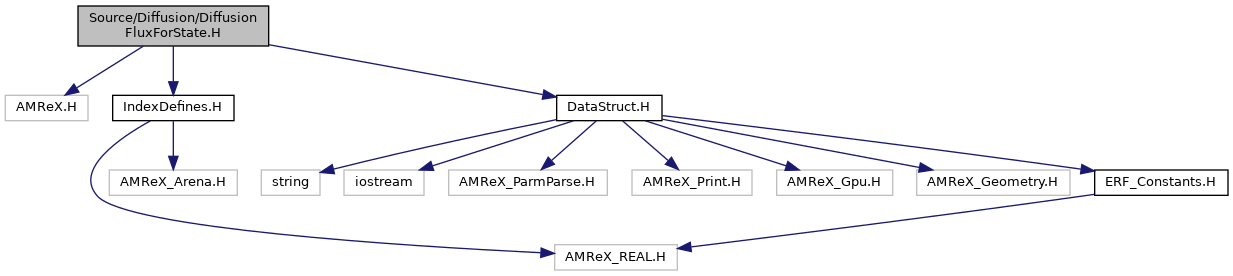 Source/Diffusion/Diffusion
FluxForState.H
AMReX.H
IndexDefines.H
DataStruct.H
AMReX_Arena.H
string
iostream
AMReX_ParmParse.H
AMReX_Print.H
AMReX_Gpu.H
AMReX_Geometry.H
ERF_Constants.H
AMReX_REAL.H